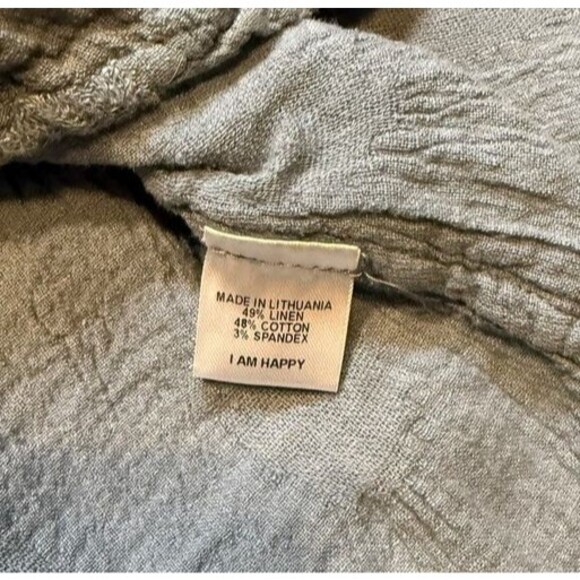 MADE IN LITHUANIA
49% LINEN
48% COTTON
3% SPANDEX
I AM HAPPY